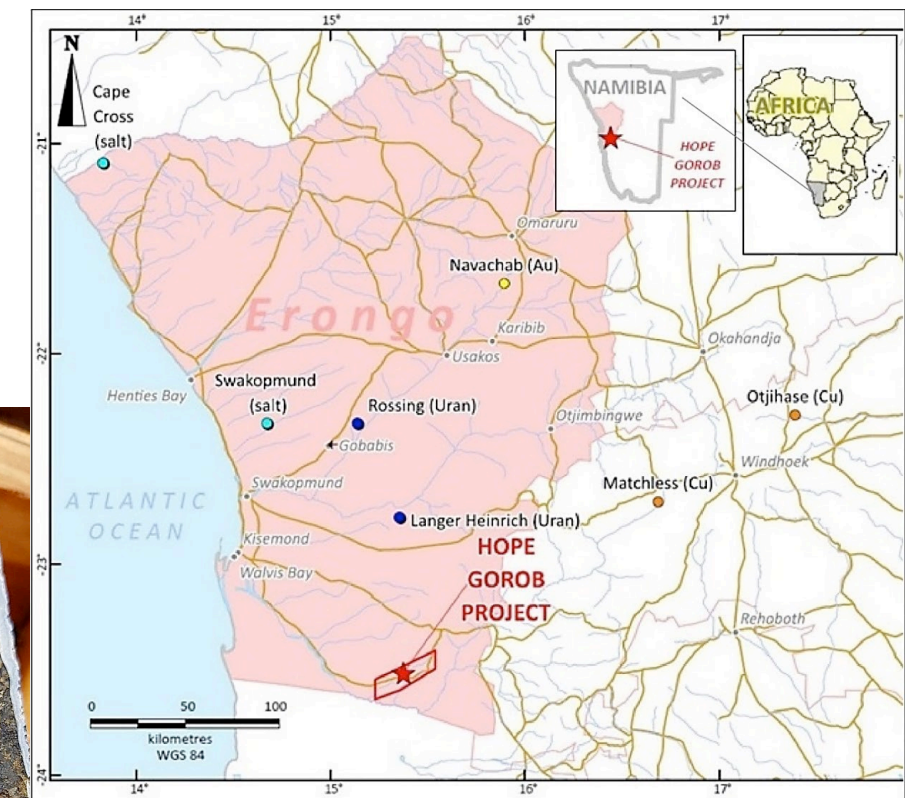 14°
15°
16°
17°
N
Cape
Cross
(salt)
NAMIBIA
HOPE
GOROB
PROJECT
AFRICA
-21°
Omaruru
Navachab (Au)
Erongo
Karibib
Usakos
Okahandja
-22°
Henties Bay
Swakopmund
(salt)
Rossing (Uran)
Otjihase (Cu)
Gobabis
Otjimbingwe
Windhoek
Swakopmund
Matchless (Cu)
ATLANTIC
OCEAN
Langer Heinrich (Uran)
Kisemond
HOPE
GOROB
PROJECT
-23°
Walvis Bay
Rehoboth
0 50 100
kilometres
WGS 84
-24°
14°
15°
16°
17°